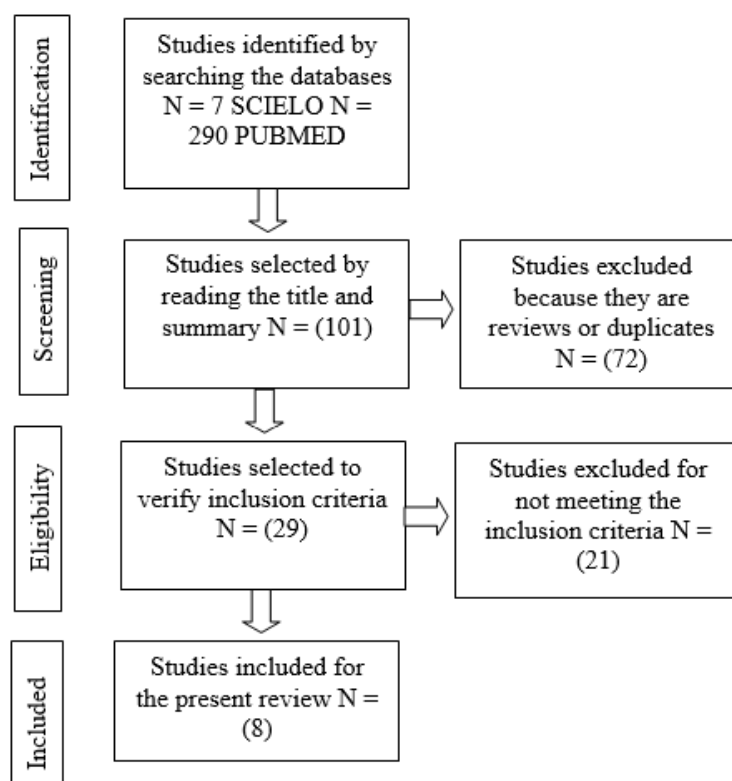 Identification
Studies identified by
searching the databases
N = 7 SCIELO N =
290 PUBMED
Screening
Studies selected by
reading the title and
summary N = (101)
Studies excluded
because they are
reviews or duplicates
N = (72)
Eligibility
Studies selected to
verify inclusion criteria
N = (29)
Studies excluded for
not meeting the
inclusion criteria N =
(21)
Included
Studies included for
the present review N =
(8)